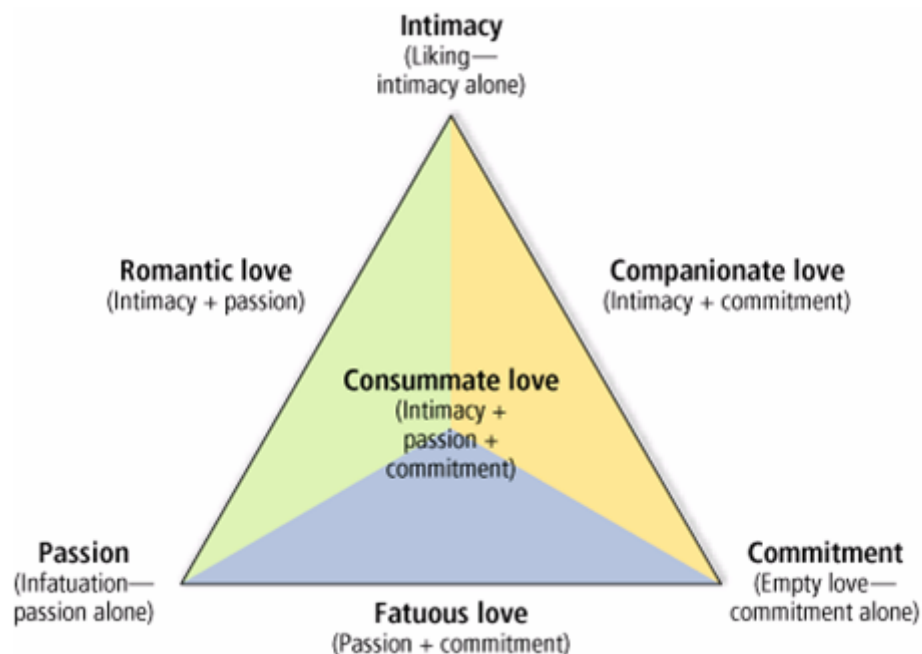 Intimacy
(Liking—
intimacy alone)
Romantic love
(Intimacy + passion)
Companionate love
(Intimacy + commitment)
Consummate love
(Intimacy +
passion +
commitment)
Passion
(Infatuation—
passion alone)
Commitment
(Empty love—
commitment alone)
Fatuous love
(Passion + commitment)